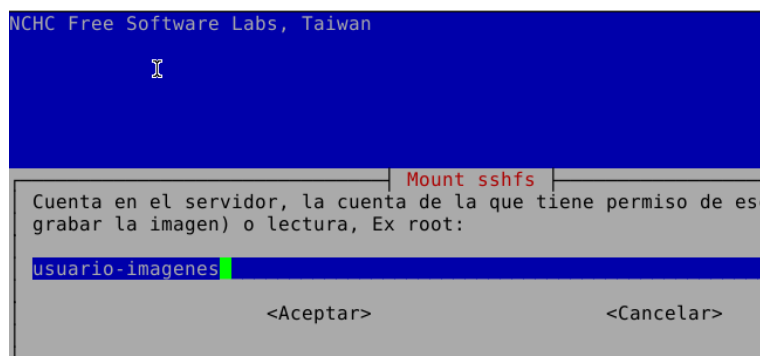 NCHC Free Software Labs, Taiwan
Mount sshfs
Cuenta en el servidor, la cuenta de la que tiene permiso de
grabar la imagen) o lectura, Ex root:
usuario-imagenes
<Aceptar> <Cancelar>